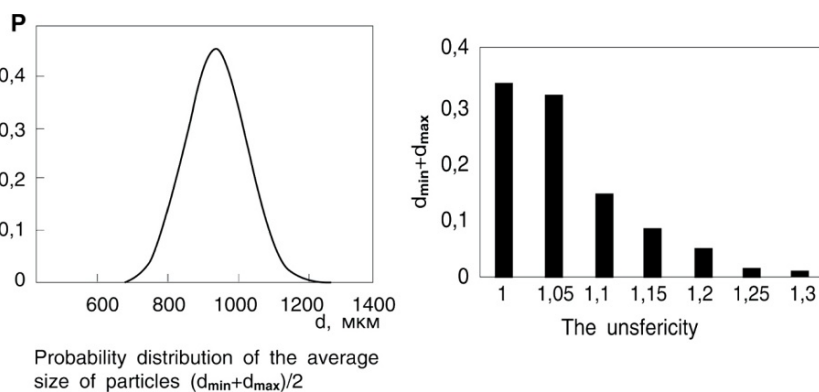 P
0,4
0,3
0,2
0,1
0
600 800 1000 1200 1400
d, мкм
Probability distribution of the average
size of particles (dmin+dmax)/2
dmin+dmax
0,4
0,3
0,2
0,1
0
1 1,05 1,1 1,15 1,2 1,25 1,3
The unsfericity